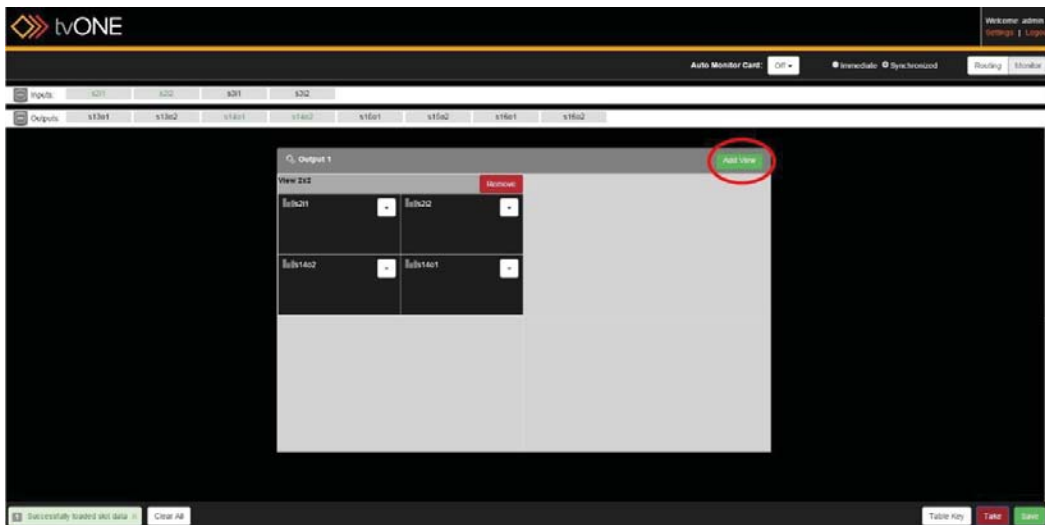 tvONE
Welcome: admin
Settings | Logo
Auto Monitor Card: Off Immediate Synchronized Routing Monitor
Inputs: s2i1 s2i2 s3i1 s3i2
Outputs: s13o1 s13o2 s14o1 s14o2 s15o1 s15o2 s16o1 s16o2
Output 1 Add View
View 2x2 Remove
s2i1 s2i2
s14o2 s14o1
Successfully loaded slot data Clear All Table Key Take Save